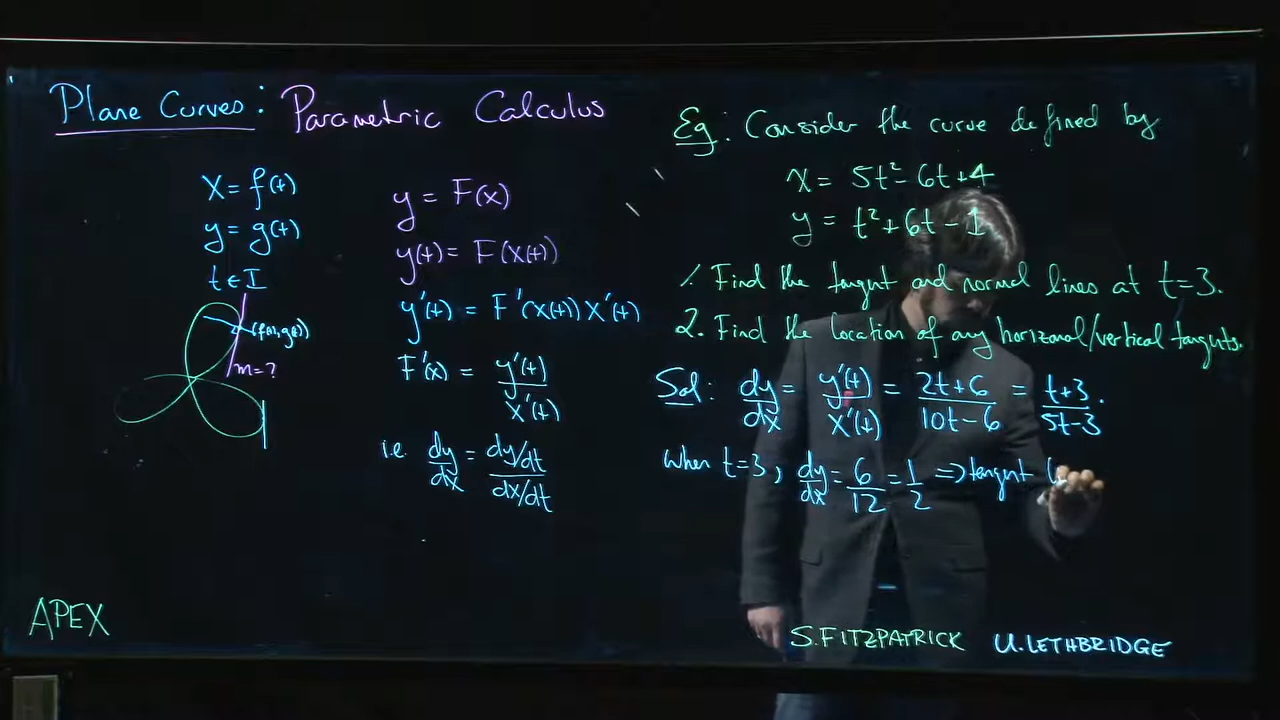 Plane Curves: Parametric Calculus
x = f(t)
y = g(t)
t ∈ I
(f(t), g(t))
m = ?
y = F(x)
y(t) = F(x(t))
y'(t) = F'(x(t)) x'(t)
F'(x) = y'(t)/x'(t)
i.e. dy/dx = dy/dt / dx/dt
APEX
Eg: Consider the curve defined by
x = 5t² - 6t + 4
y = t² + 6t - 1
1. Find the tangent and normal lines at t=3.
2. Find the location of any horizonal/vertical tangents.
Sol: dy/dx = y'(t)/x'(t) = 2t+6/10t-6 = t+3/5t-3.
When t=3, dy/dx = 6/12 = 1/2 ⇒ tangent
S. FITZPATRICK U. LETHBRIDGE